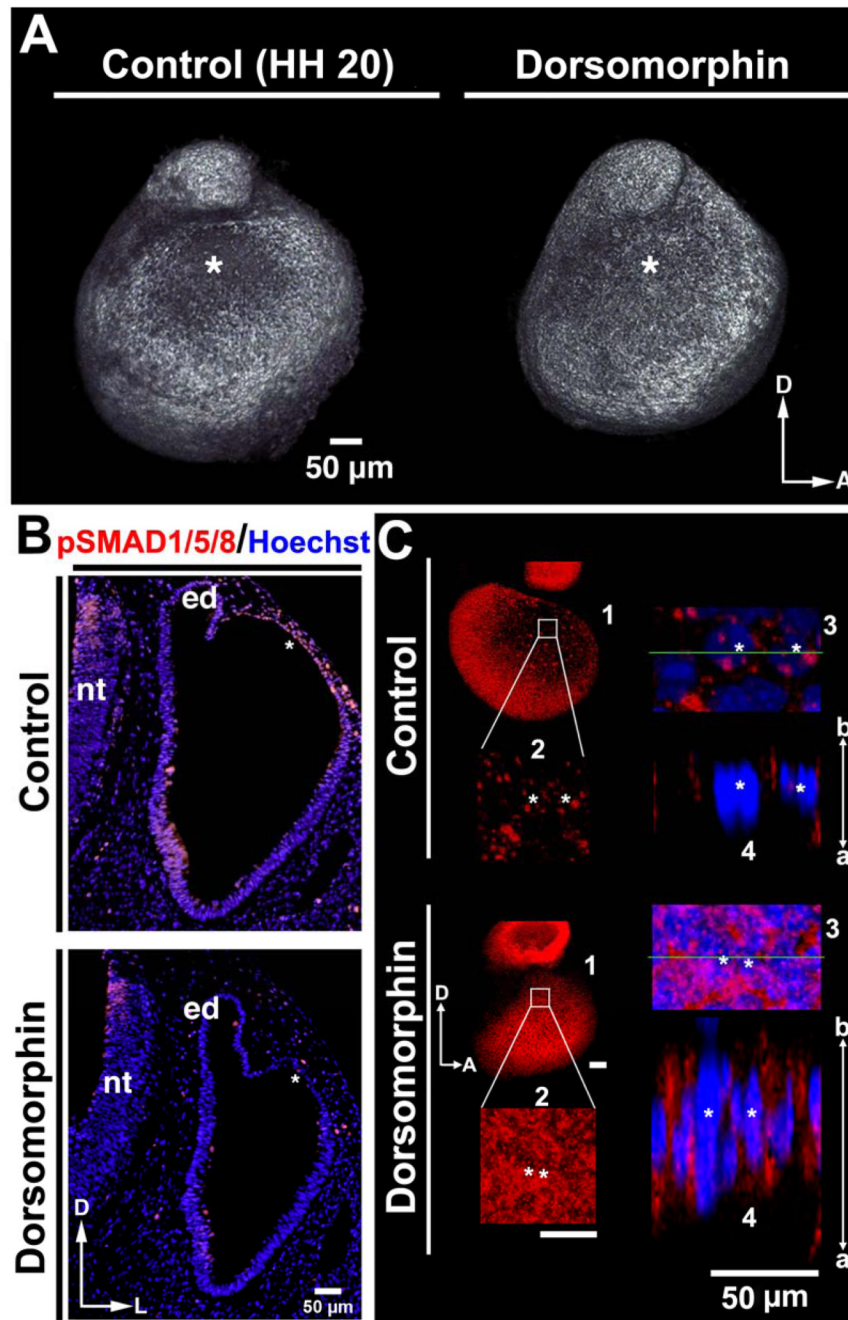 A
Control (HH 20)
Dorsomorphin
*
*
50 µm
D
A
B
pSMAD1/5/8/Hoechst
Control
ed
nt
*
Dorsomorphin
ed
nt
*
D
L
50 µm
C
Control
1
2
* *
3
* *
b
a
* *
4
Dorsomorphin
1
D
A
2
**
3
* *
b
a
* *
4
50 µm